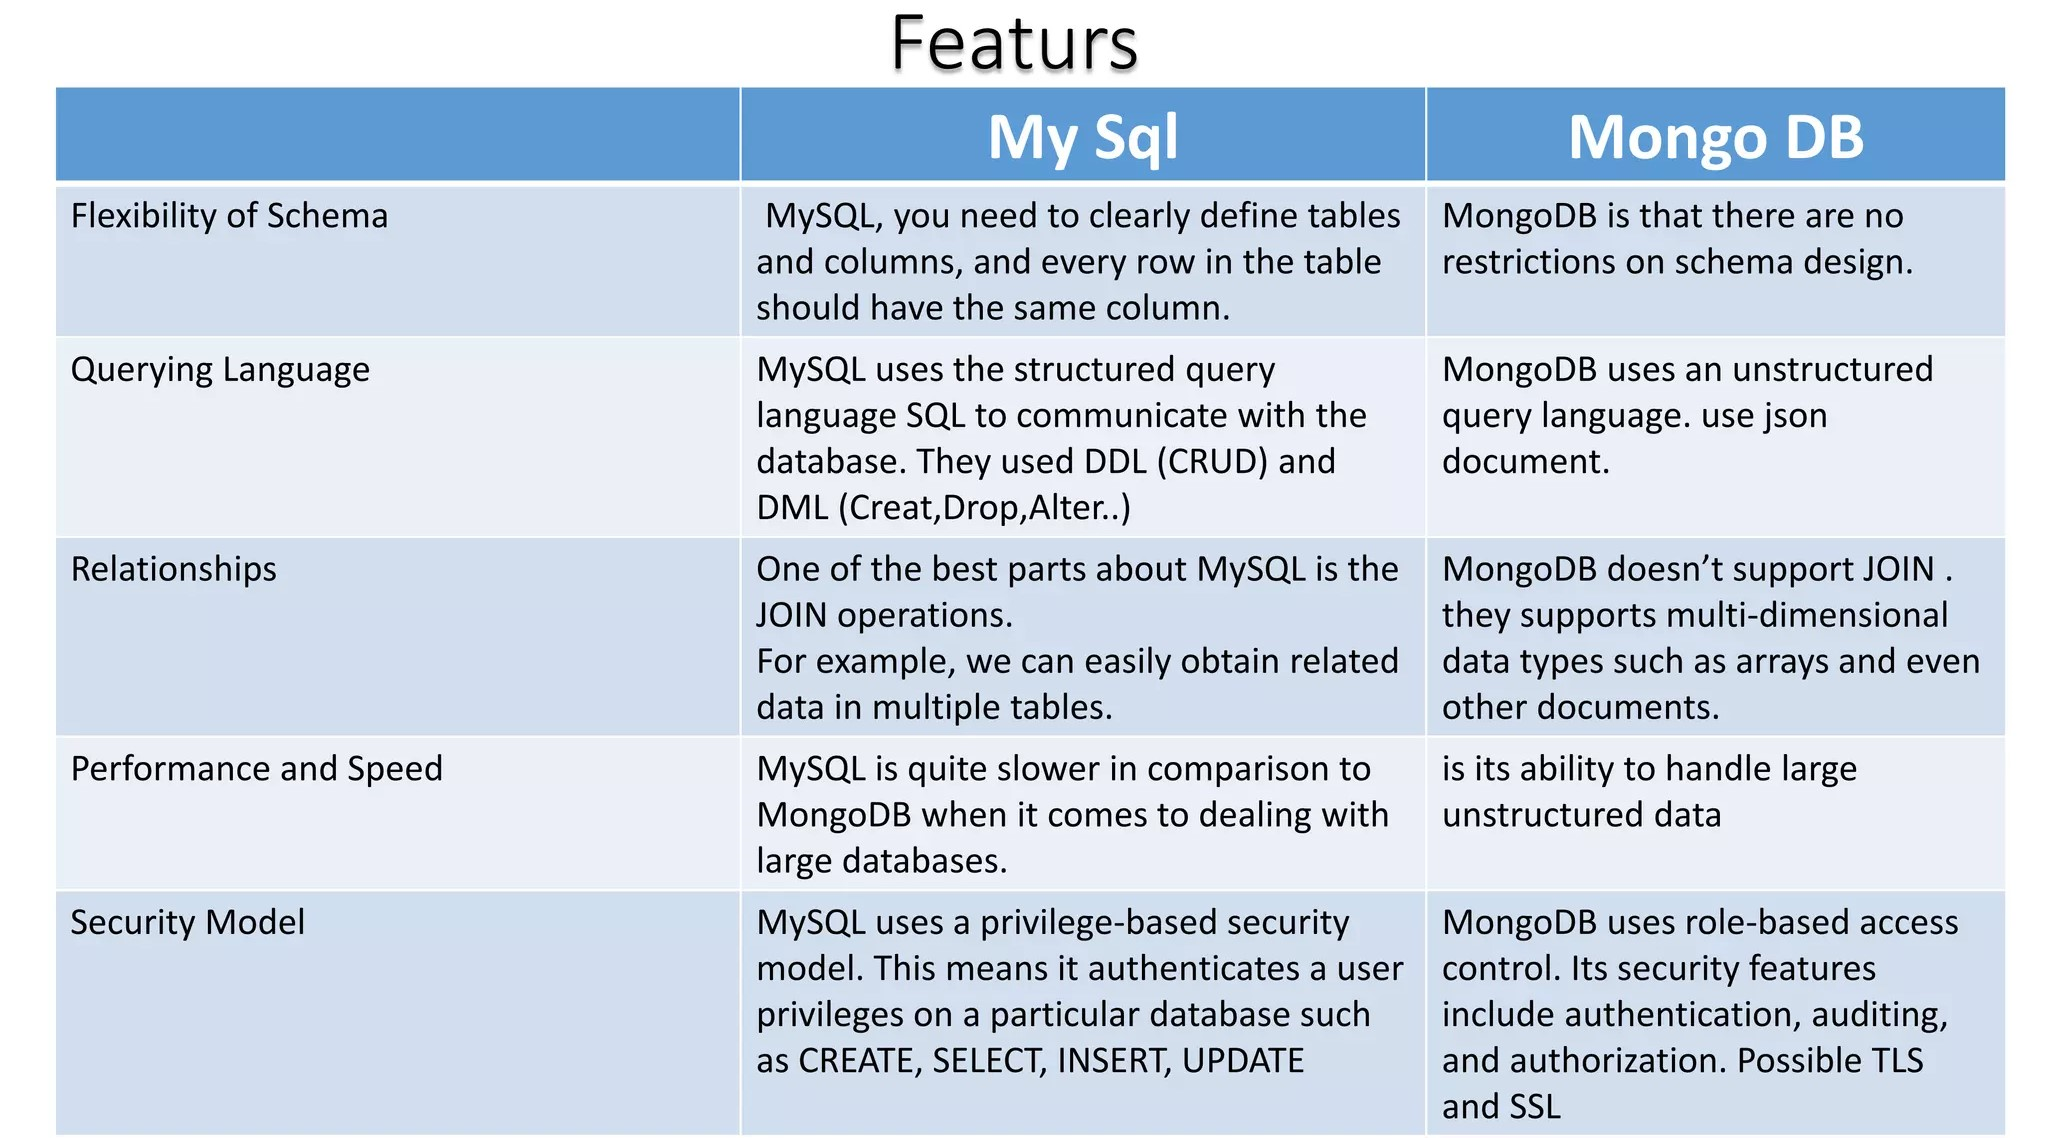 Featurs
My Sql
Mongo DB
Flexibility of Schema
MySQL, you need to clearly define tables
and columns, and every row in the table
should have the same column.
MongoDB is that there are no
restrictions on schema design.
Querying Language
MySQL uses the structured query
language SQL to communicate with the
database. They used DDL (CRUD) and
DML (Creat,Drop,Alter..)
MongoDB uses an unstructured
query language. use json
document.
Relationships
One of the best parts about MySQL is the
JOIN operations.
For example, we can easily obtain related
data in multiple tables.
MongoDB doesn’t support JOIN .
they supports multi-dimensional
data types such as arrays and even
other documents.
Performance and Speed
MySQL is quite slower in comparison to
MongoDB when it comes to dealing with
large databases.
is its ability to handle large
unstructured data
Security Model
MySQL uses a privilege-based security
model. This means it authenticates a user
privileges on a particular database such
as CREATE, SELECT, INSERT, UPDATE
MongoDB uses role-based access
control. Its security features
include authentication, auditing,
and authorization. Possible TLS
and SSL